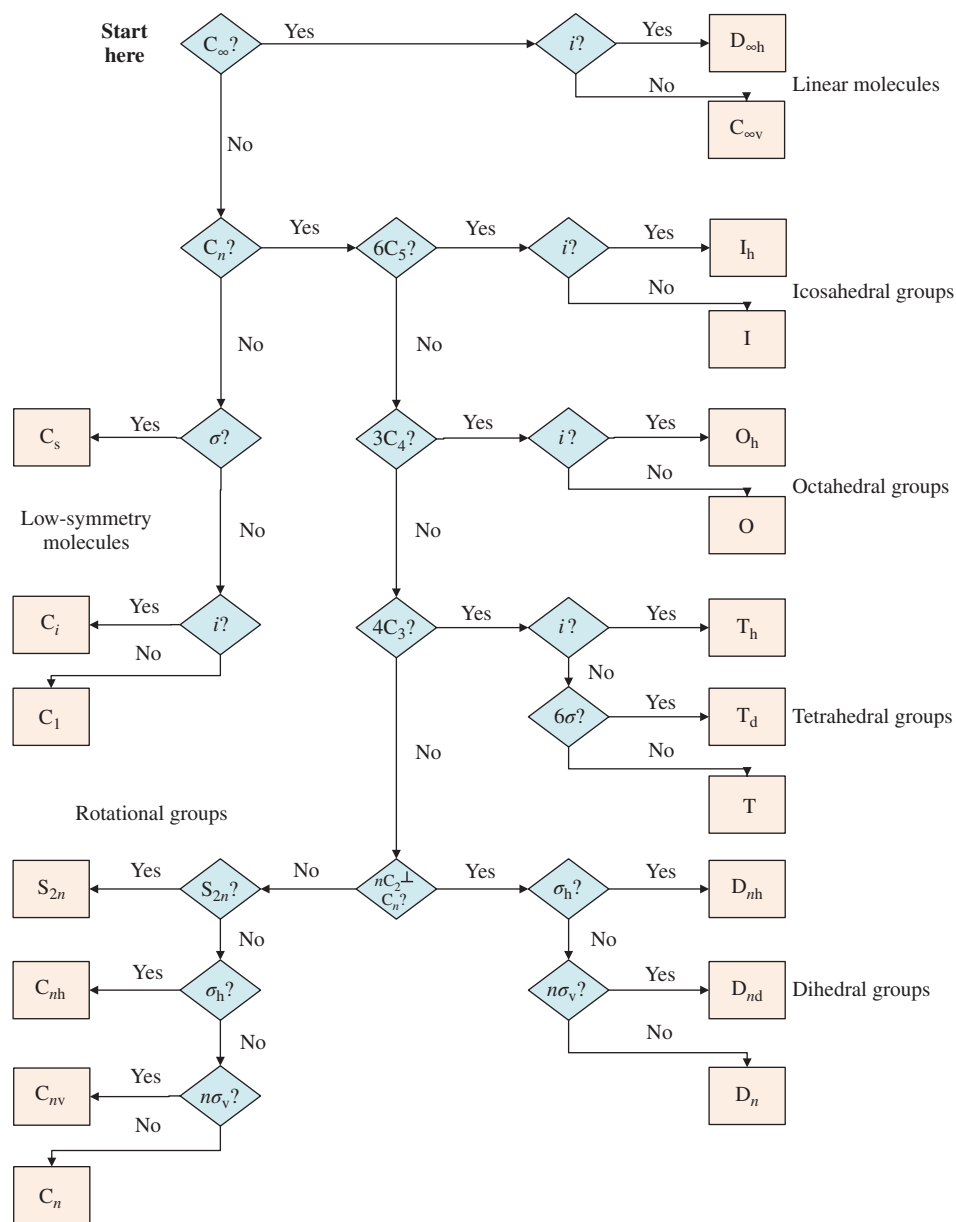 Start
here
C∞? Yes i? Yes D∞h
Linear molecules
No
C∞v
No
Cn? Yes 6C5? Yes i? Yes Ih
Icosahedral groups
No
I
No No
Cs Yes σ? 3C4? Yes i? Yes Oh
Octahedral groups
No
O
Low-symmetry
molecules
No No
Ci Yes i? 4C3? Yes i? Yes Th
No
C1
No
6σ? Yes Td
Tetrahedral groups
No
T
No
Rotational groups
S2n Yes S2n? No nC2⊥
Cn? Yes σh? Yes Dnh
No No
Cnh Yes σh? nσv? Yes Dnd
Dihedral groups
No No
Dn
Cnv Yes nσv?
No
Cn